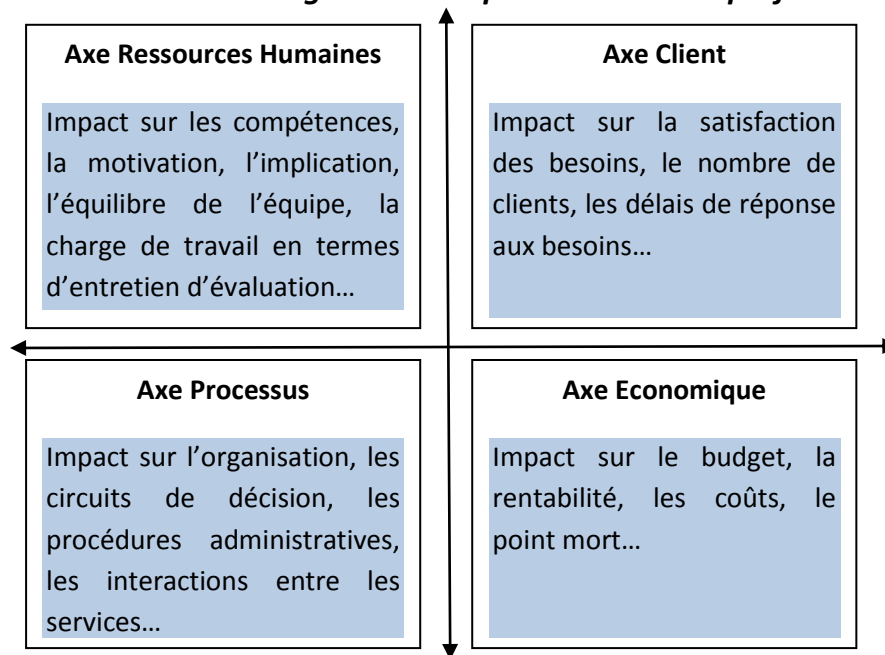 Axe Ressources Humaines
Impact sur les compétences,
la motivation, l’implication,
l’équilibre de l’équipe, la
charge de travail en termes
d’entretien d’évaluation…
Axe Client
Impact sur la satisfaction
des besoins, le nombre de
clients, les délais de réponse
aux besoins…
Axe Processus
Impact sur l’organisation, les
circuits de décision, les
procédures administratives,
les interactions entre les
services…
Axe Economique
Impact sur le budget, la
rentabilité, les coûts, le
point mort…